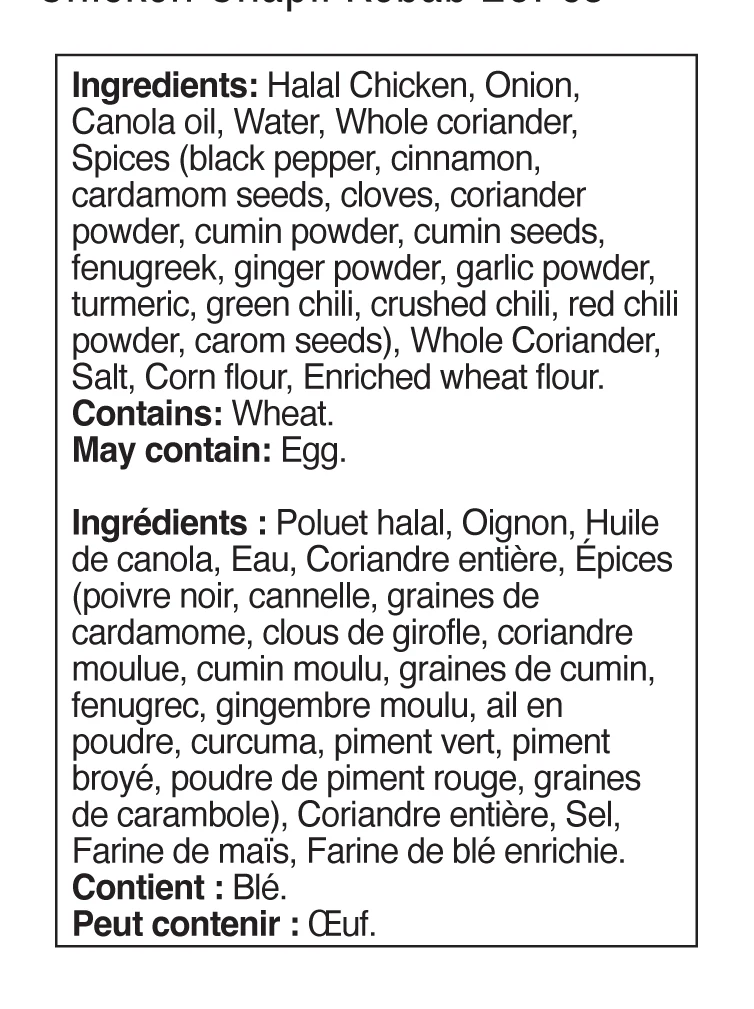 Ingredients: Halal Chicken, Onion,
Canola oil, Water, Whole coriander,
Spices (black pepper, cinnamon,
cardamom seeds, cloves, coriander
powder, cumin powder, cumin seeds,
fenugreek, ginger powder, garlic powder,
turmeric, green chili, crushed chili, red chili
powder, carom seeds), Whole Coriander,
Salt, Corn flour, Enriched wheat flour.
Contains: Wheat.
May contain: Egg.
Ingrédients : Poluet halal, Oignon, Huile
de canola, Eau, Coriandre entière, Épices
(poivre noir, cannelle, graines de
cardamome, clous de girofle, coriandre
moulue, cumin moulu, graines de cumin,
fenugrec, gingembre moulu, ail en
poudre, curcuma, piment vert, piment
broyé, poudre de piment rouge, graines
de carambole), Coriandre entière, Sel,
Farine de maïs, Farine de blé enrichie.
Contient : Blé.
Peut contenir : Œuf.